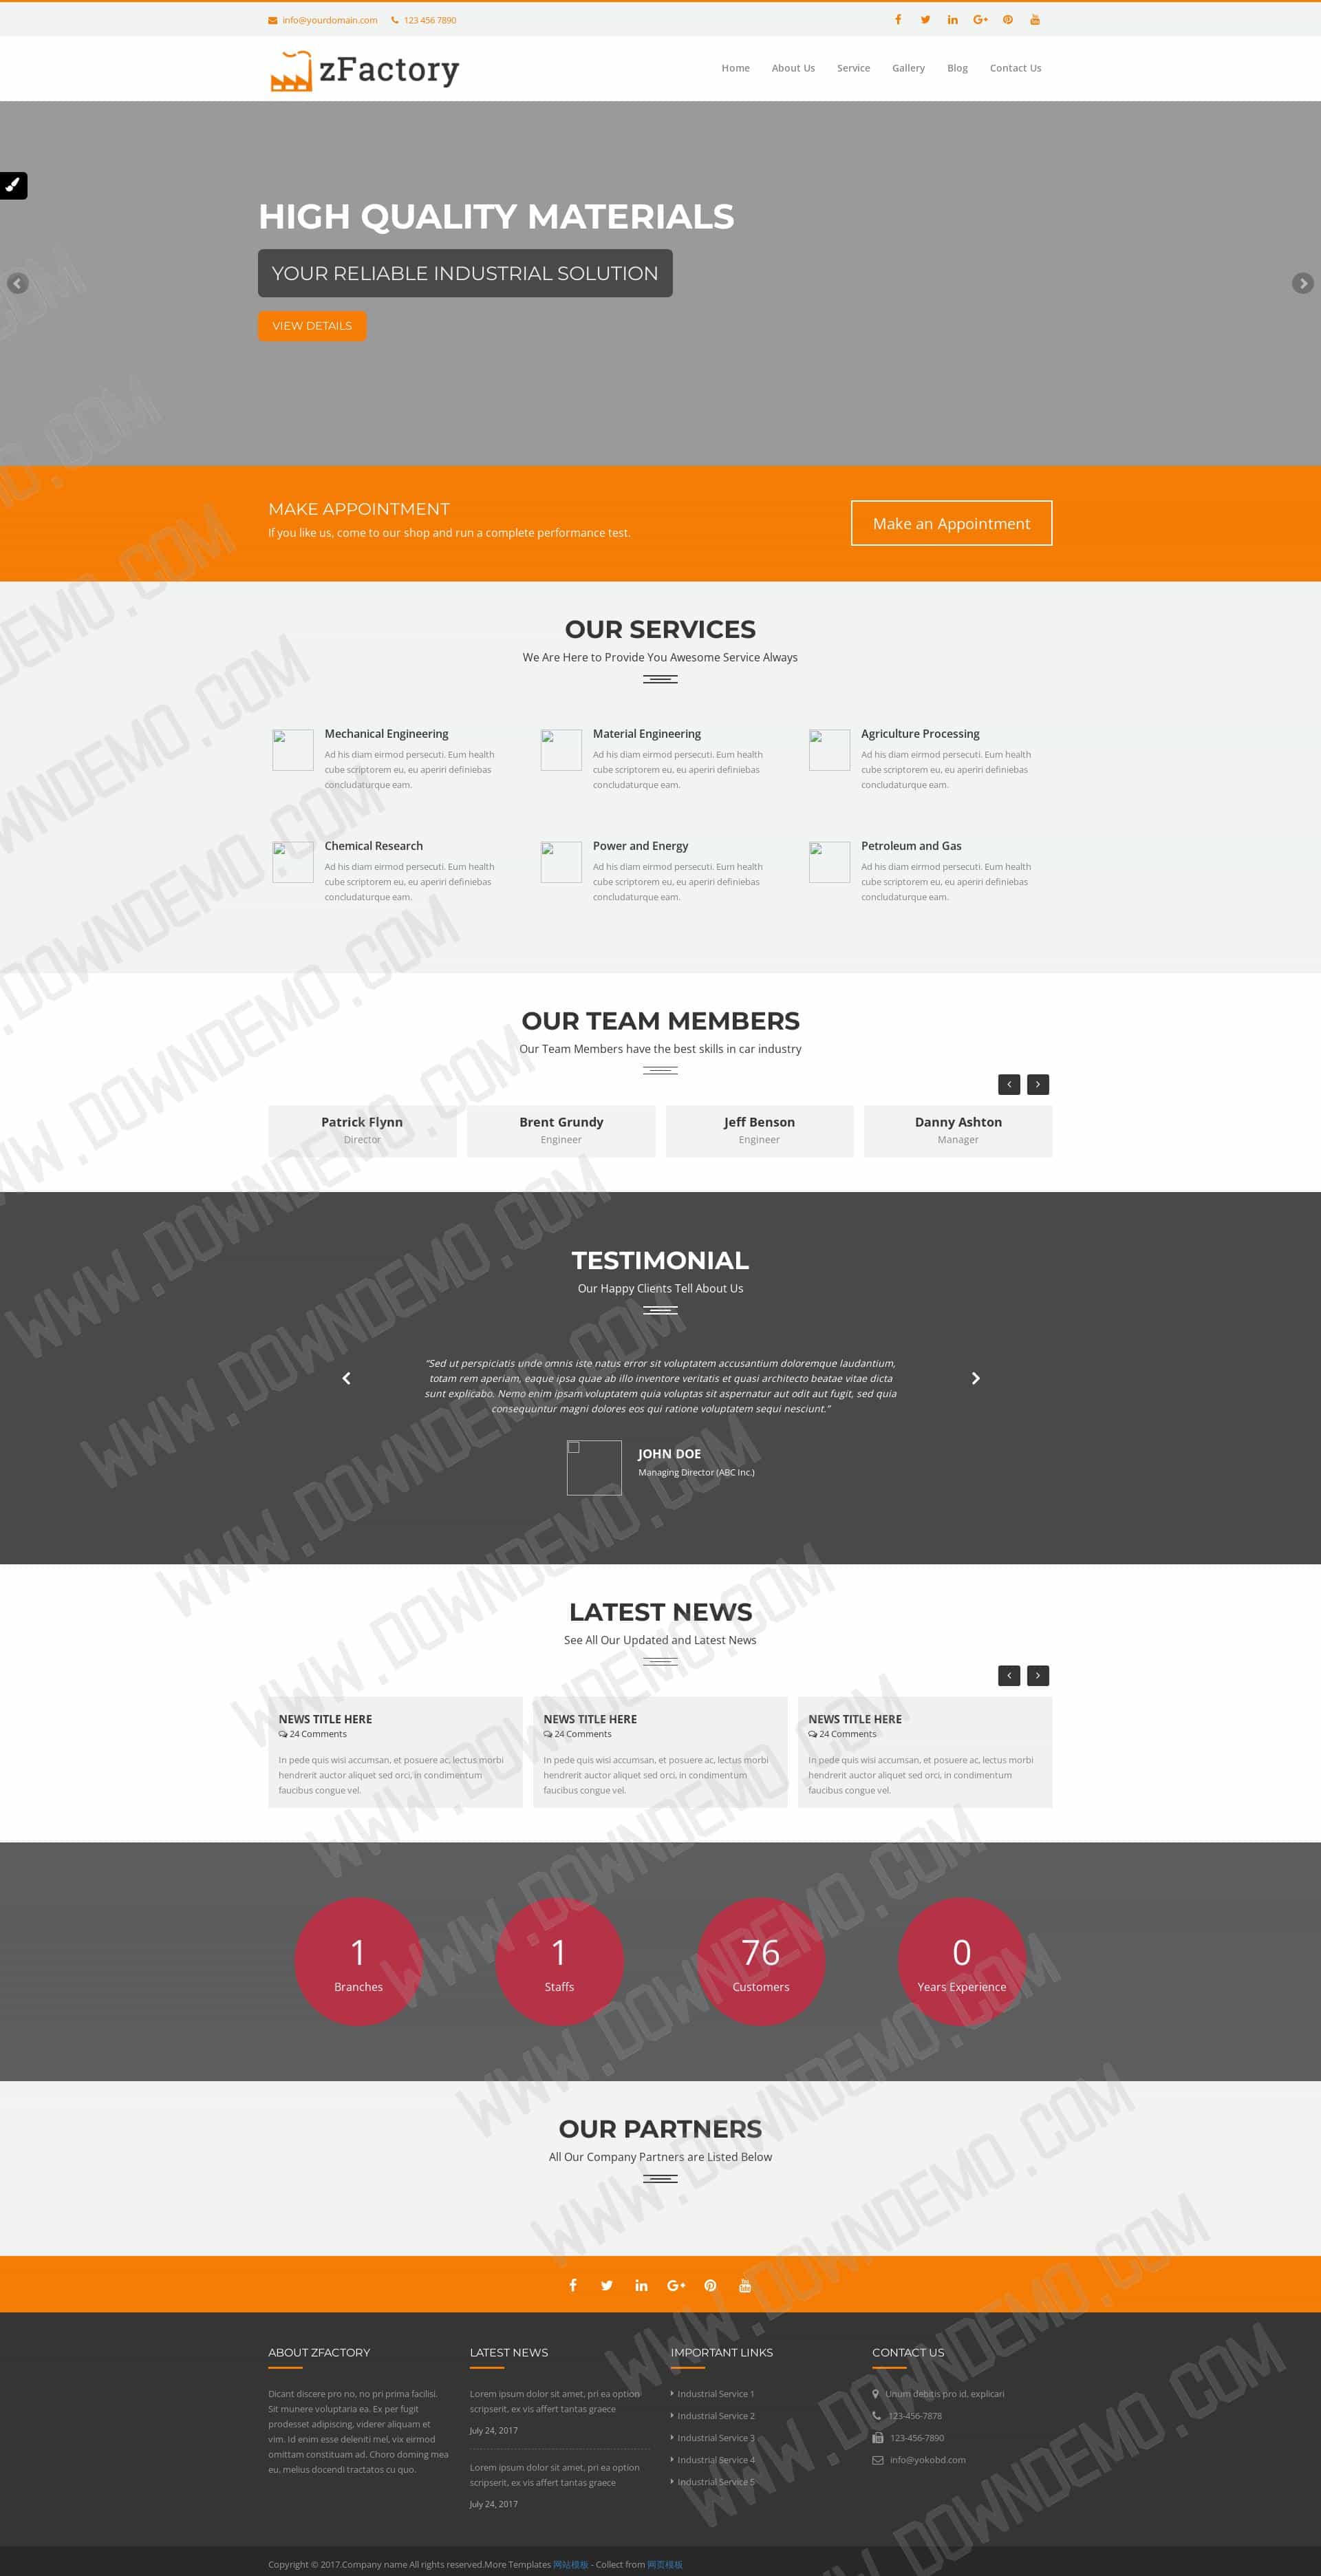 info@yourdomain.com 123 456 7890
zFactory
Home About Us Service Gallery Blog Contact Us
HIGH QUALITY MATERIALS
YOUR RELIABLE INDUSTRIAL SOLUTION
VIEW DETAILS
MAKE APPOINTMENT
If you like us, come to our shop and run a complete performance test.
Make an Appointment
OUR SERVICES
We Are Here to Provide You Awesome Service Always
Mechanical Engineering
Ad his diam eirmod persecuti. Eum health
cube scriptorem eu, eu aperiri definiebas
concludaturque eam.
Material Engineering
Ad his diam eirmod persecuti. Eum health
cube scriptorem eu, eu aperiri definiebas
concludaturque eam.
Agriculture Processing
Ad his diam eirmod persecuti. Eum health
cube scriptorem eu, eu aperiri definiebas
concludaturque eam.
Chemical Research
Ad his diam eirmod persecuti. Eum health
cube scriptorem eu, eu aperiri definiebas
concludaturque eam.
Power and Energy
Ad his diam eirmod persecuti. Eum health
cube scriptorem eu, eu aperiri definiebas
concludaturque eam.
Petroleum and Gas
Ad his diam eirmod persecuti. Eum health
cube scriptorem eu, eu aperiri definiebas
concludaturque eam.
OUR TEAM MEMBERS
Our Team Members have the best skills in car industry
Patrick Flynn
Director
Brent Grundy
Engineer
Jeff Benson
Engineer
Danny Ashton
Manager
TESTIMONIAL
Our Happy Clients Tell About Us
“Sed ut perspiciatis unde omnis iste natus error sit voluptatem accusantium doloremque laudantium,
totam rem aperiam, eaque ipsa quae ab illo inventore veritatis et quasi architecto beatae vitae dicta
sunt explicabo. Nemo enim ipsam voluptatem quia voluptas sit aspernatur aut odit aut fugit, sed quia
consequuntur magni dolores eos qui ratione voluptatem sequi nesciunt.”
JOHN DOE
Managing Director (ABC Inc.)
LATEST NEWS
See All Our Updated and Latest News
NEWS TITLE HERE
24 Comments
In pede quis wisi accumsan, et posuere ac, lectus morbi
hendrerit auctor aliquet sed orci, in condimentum
faucibus congue vel.
NEWS TITLE HERE
24 Comments
In pede quis wisi accumsan, et posuere ac, lectus morbi
hendrerit auctor aliquet sed orci, in condimentum
faucibus congue vel.
NEWS TITLE HERE
24 Comments
In pede quis wisi accumsan, et posuere ac, lectus morbi
hendrerit auctor aliquet sed orci, in condimentum
faucibus congue vel.
1
Branches
1
Staffs
76
Customers
0
Years Experience
OUR PARTNERS
All Our Company Partners are Listed Below
ABOUT ZFACTORY
Dicant discere pro no, no pri prima facilisi.
Sit munere voluptaria ea. Ex per fugit
prodesset adipiscing, viderer aliquam et
vim. Id enim esse deleniti mel, vix eirmod
omittam constituam ad. Choro doming mea
eu, melius docendi tractatos cu quo.
LATEST NEWS
Lorem ipsum dolor sit amet, pri ea option
scripserit, ex vis affert tantas graece
July 24, 2017
Lorem ipsum dolor sit amet, pri ea option
scripserit, ex vis affert tantas graece
July 24, 2017
IMPORTANT LINKS
Industrial Service 1
Industrial Service 2
Industrial Service 3
Industrial Service 4
Industrial Service 5
CONTACT US
Unum debitis pro id, explicari
123-456-7878
123-456-7890
info@yokobd.com
Copyright © 2017.Company name All rights reserved.More Templates 网站模板 - Collect from 网页模板
WWW.DOWNDEMO.COM